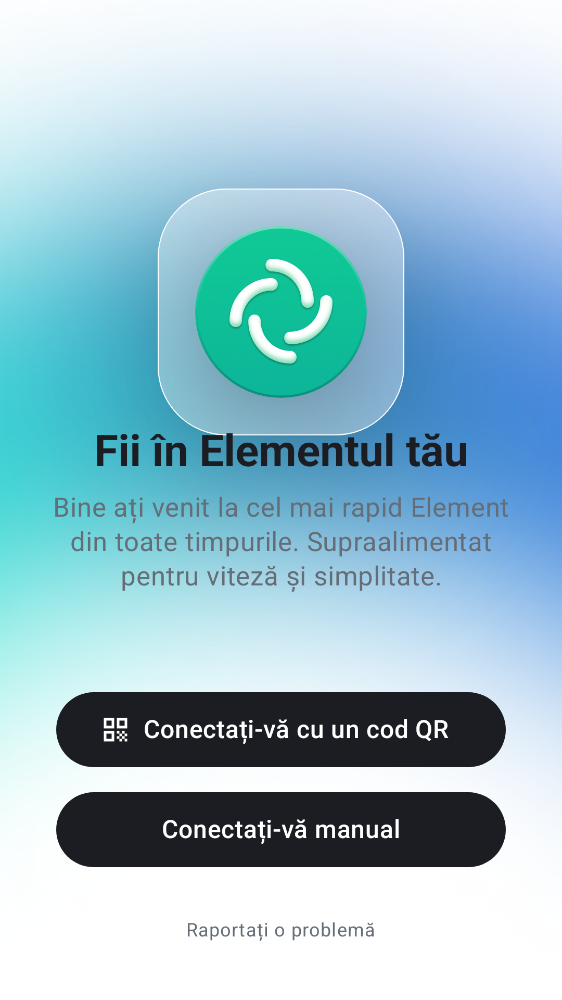 Fii în Elementul tău
Bine ați venit la cel mai rapid Element
din toate timpurile. Supraalimentat
pentru viteză și simplitate.
Conectați-vă cu un cod QR
Conectați-vă manual
Raportați o problemă